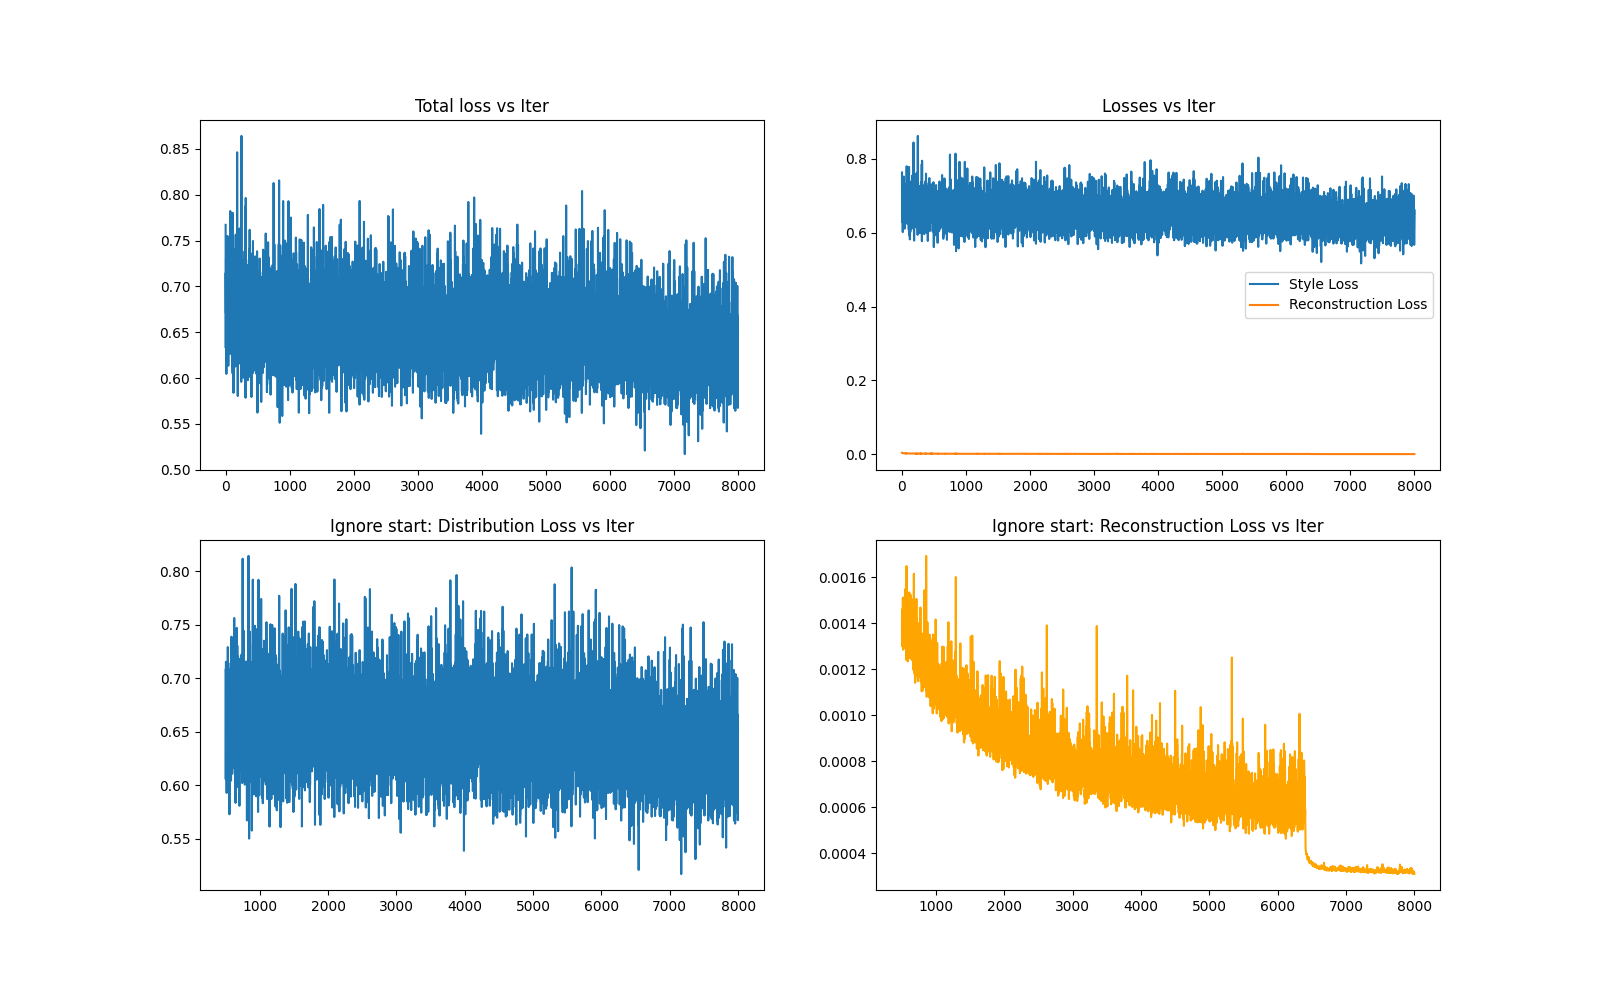 Total loss vs Iter
0.85
0.80
0.75
0.70
0.65
0.60
0.55
0.50
0 1000 2000 3000 4000 5000 6000 7000 8000
Losses vs Iter
0.8
0.6
0.4
0.2
0.0
Style Loss
Reconstruction Loss
0 1000 2000 3000 4000 5000 6000 7000 8000
Ignore start: Distribution Loss vs Iter
0.80
0.75
0.70
0.65
0.60
0.55
1000 2000 3000 4000 5000 6000 7000 8000
Ignore start: Reconstruction Loss vs Iter
0.0016
0.0014
0.0012
0.0010
0.0008
0.0006
0.0004
1000 2000 3000 4000 5000 6000 7000 8000